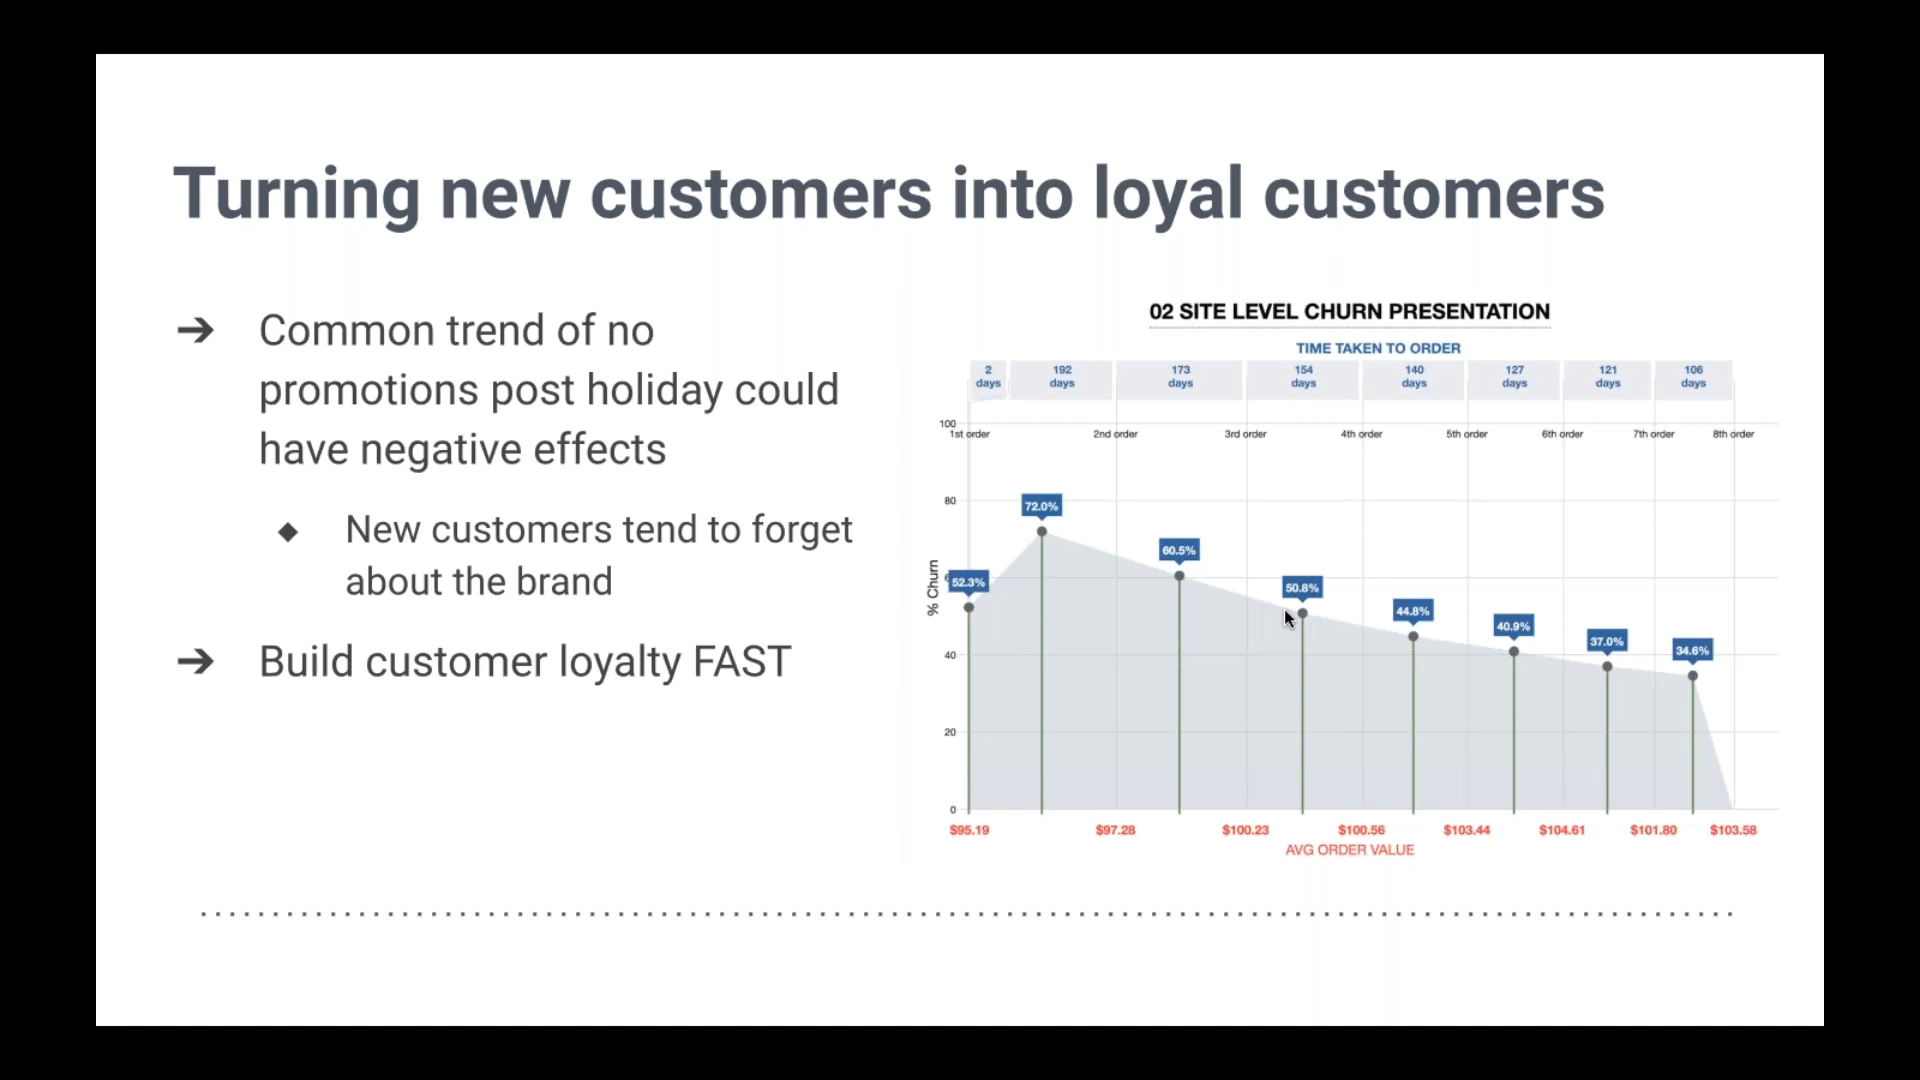 Turning new customers into loyal customers
➔ Common trend of no
promotions post holiday could
have negative effects
◆ New customers tend to forget
about the brand
➔ Build customer loyalty FAST
02 SITE LEVEL CHURN PRESENTATION
TIME TAKEN TO ORDER
2 192 173 154 140 127 121 106
days days days days days days days days
100
1st order 2nd order 3rd order 4th order 5th order 6th order 7th order 8th order
80
72.0%
60.5%
52.3%
50.8%
44.8%
40.9%
37.0%
34.6%
% Churn
40
20
0
$95.19 $97.28 $100.23 $100.56 $103.44 $104.61 $101.80 $103.58
AVG ORDER VALUE